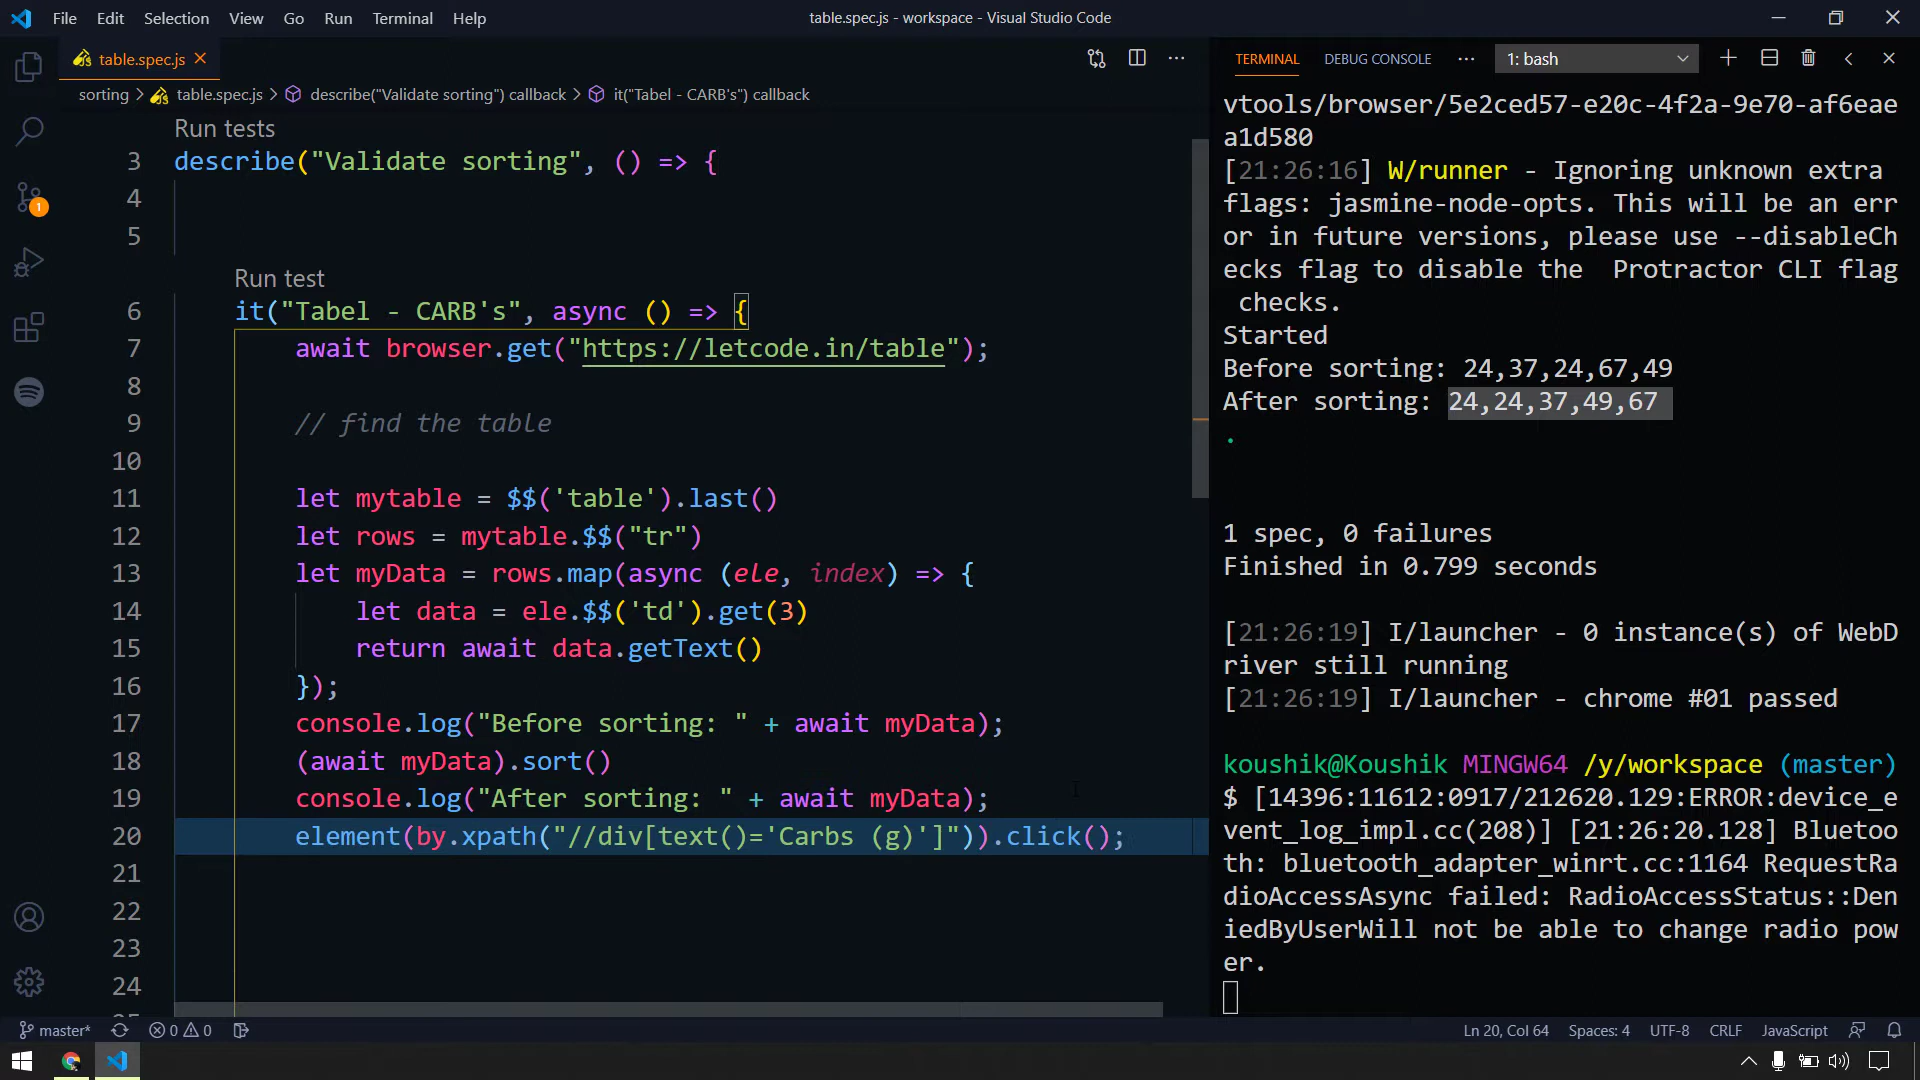 File Edit Selection View Go Run Terminal Help
table.spec.js - workspace - Visual Studio Code
table.spec.js
sorting > table.spec.js > describe("Validate sorting") callback > it("Tabel - CARB's") callback
Run tests
3 describe("Validate sorting", () => {
4
5
Run test
6 it("Tabel - CARB's", async () => {
7 await browser.get("https://letcode.in/table");
8
9 // find the table
10
11 let mytable = $$('table').last()
12 let rows = mytable.$$("tr")
13 let myData = rows.map(async (ele, index) => {
14 let data = ele.$$('td').get(3)
15 return await data.getText()
16 });
17 console.log("Before sorting: " + await myData);
18 (await myData).sort()
19 console.log("After sorting: " + await myData);
20 element(by.xpath("//div[text()='Carbs (g)']")).click();
21
22
23
24
TERMINAL DEBUG CONSOLE ··· 1: bash
vtools/browser/5e2ced57-e20c-4f2a-9e70-af6eae
a1d580
[21:26:16] W/runner - Ignoring unknown extra
flags: jasmine-node-opts. This will be an err
or in future versions, please use --disableCh
ecks flag to disable the  Protractor CLI flag
 checks.
Started
Before sorting: 24,37,24,67,49
After sorting: 24,24,37,49,67
.
1 spec, 0 failures
Finished in 0.799 seconds
[21:26:19] I/launcher - 0 instance(s) of WebD
river still running
[21:26:19] I/launcher - chrome #01 passed
koushik@Koushik MINGW64 /y/workspace (master)
$ [14396:11612:0917/212620.129:ERROR:device_e
vent_log_impl.cc(208)] [21:26:20.128] Bluetoo
th: bluetooth_adapter_winrt.cc:1164 RequestRa
dioAccessAsync failed: RadioAccessStatus::Den
iedByUserWill not be able to change radio pow
er.
1
master* 0 0
Ln 20, Col 64 Spaces: 4 UTF-8 CRLF JavaScript